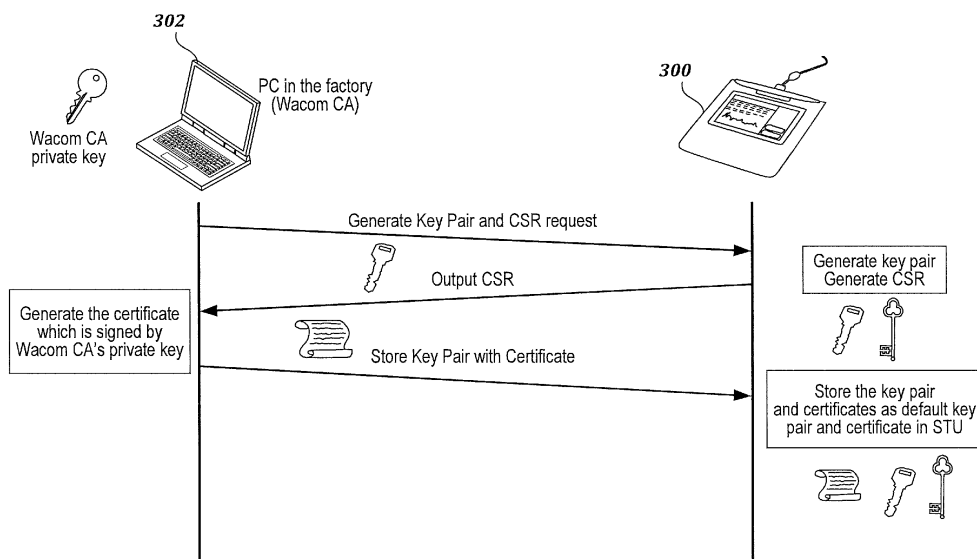 302
PC in the factory
(Wacom CA)
Wacom CA
private key
300
Generate Key Pair and CSR request
Generate key pair
Generate CSR
Output CSR
Generate the certificate
which is signed by
Wacom CA's private key
Store Key Pair with Certificate
Store the key pair
and certificates as default key
pair and certificate in STU